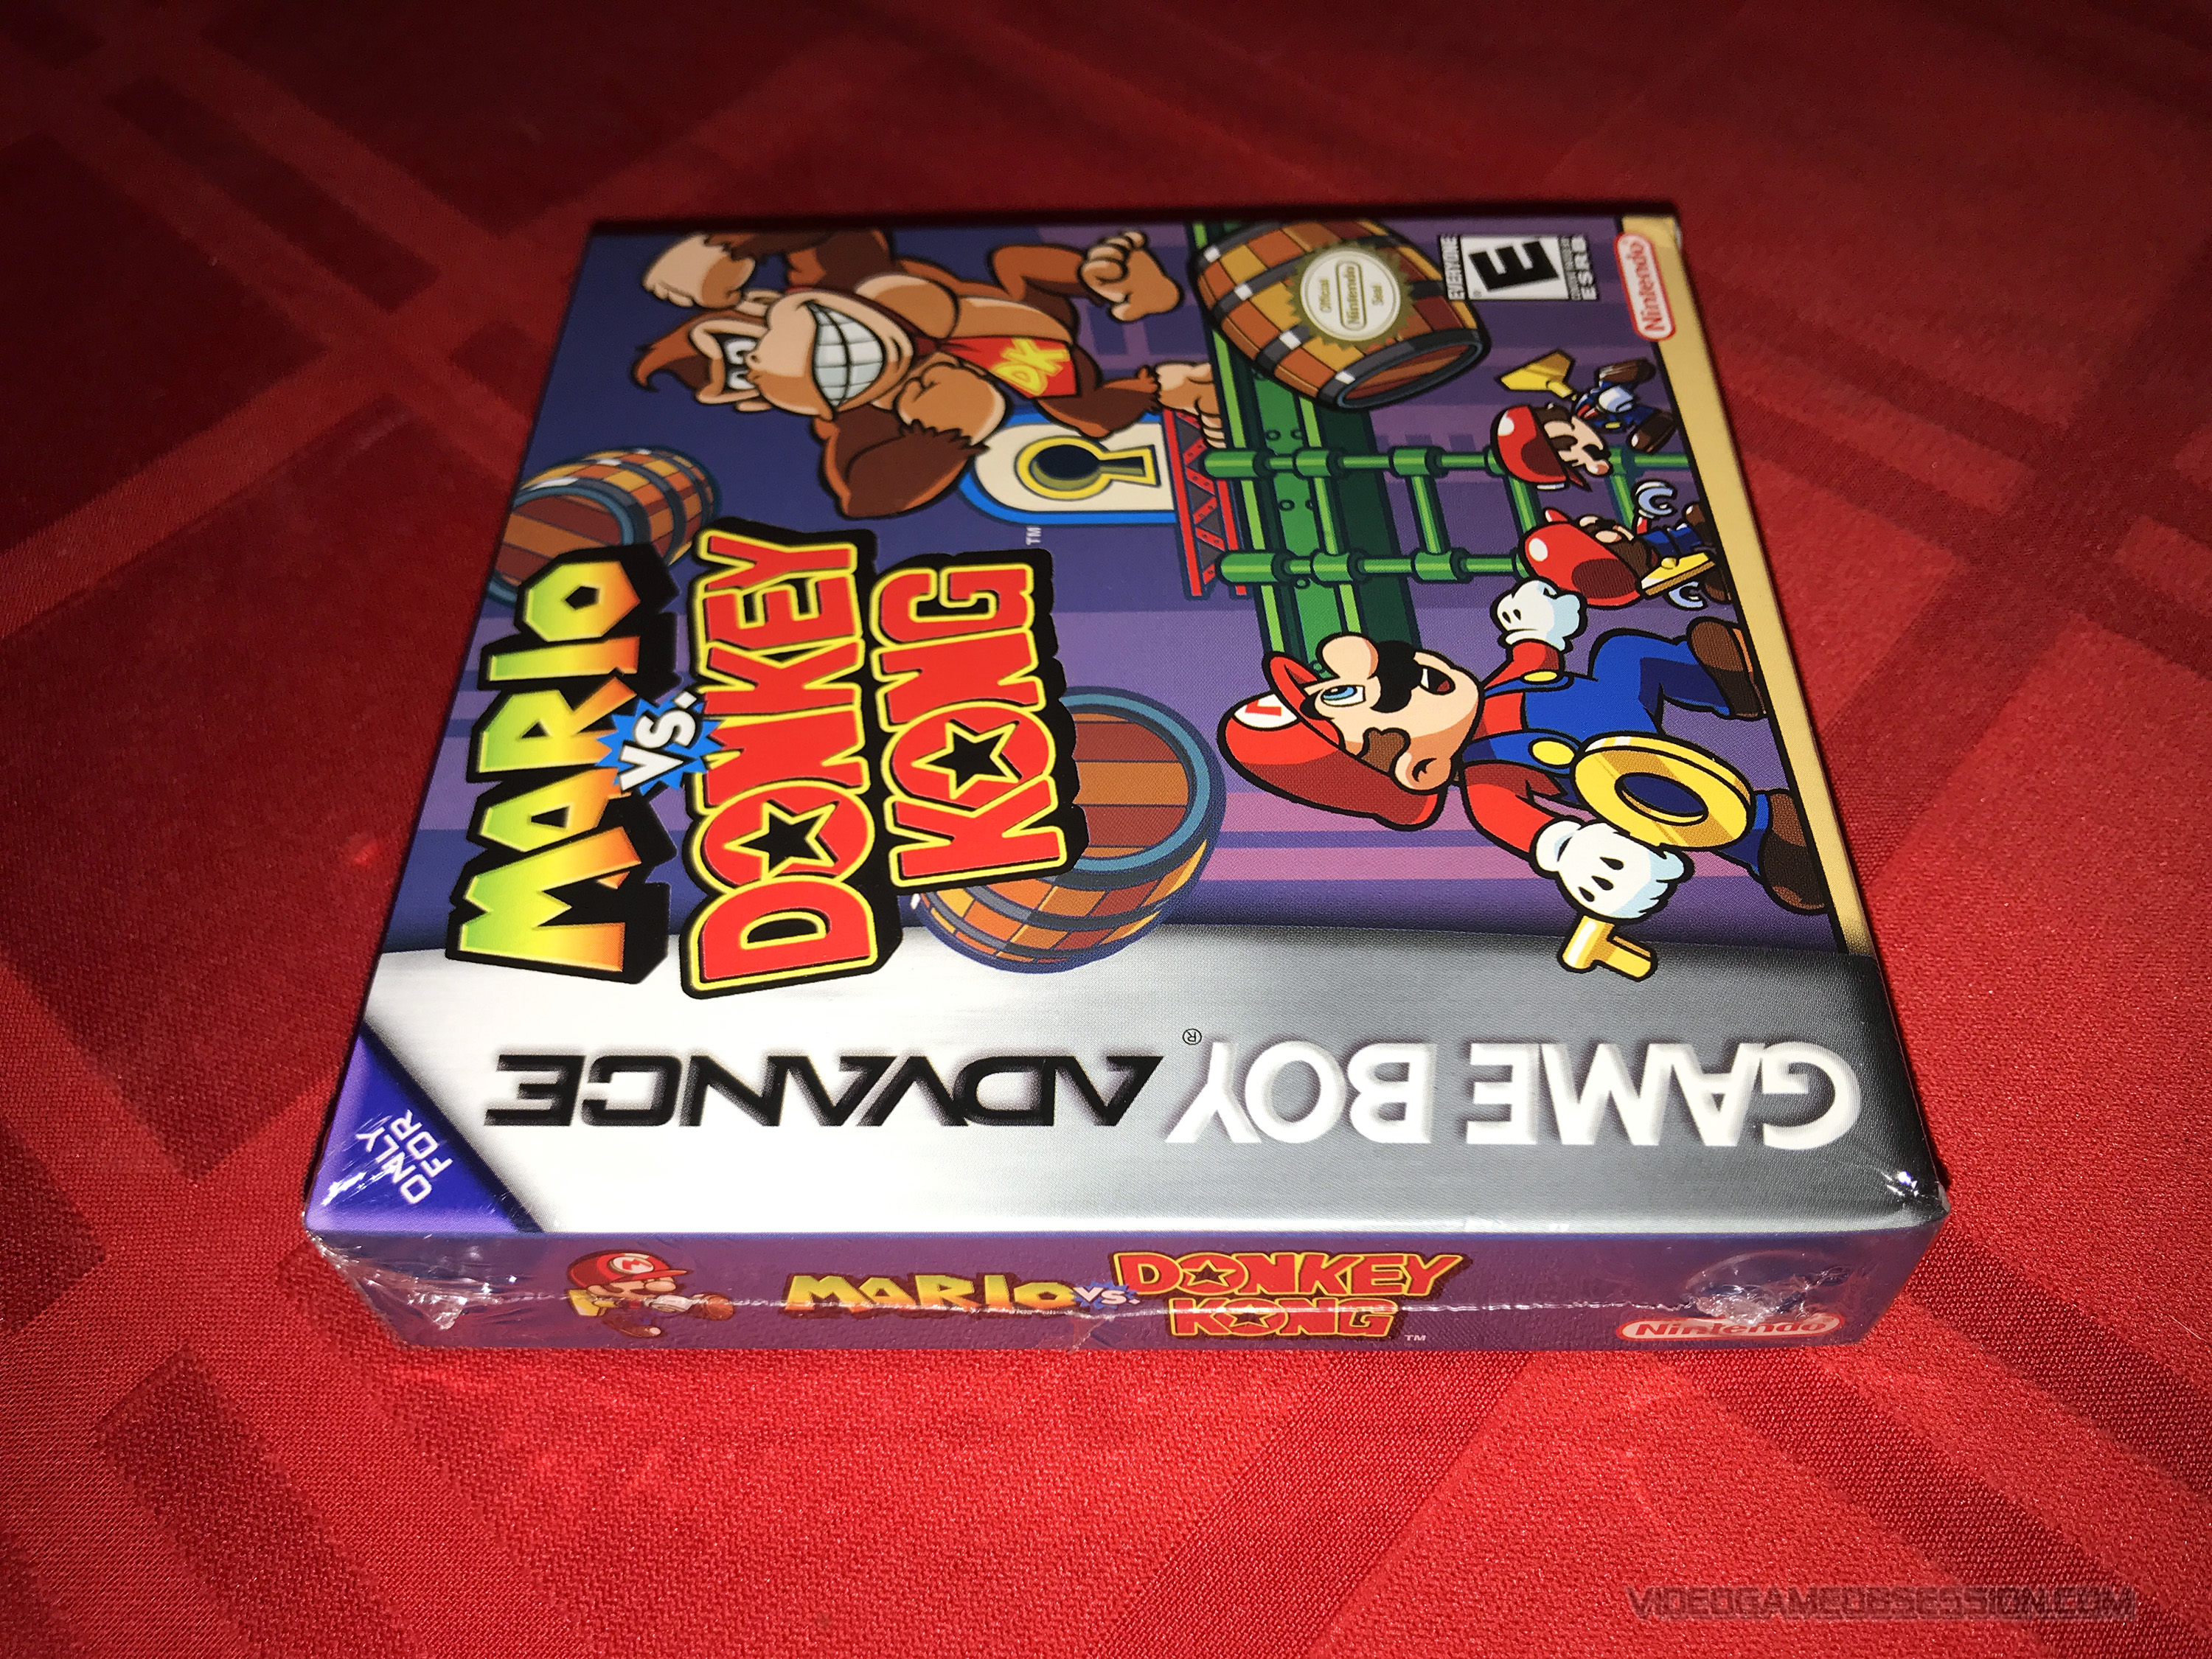 GAME BOY ADVANCE®
ONLY
FOR
MARIO
VS.
DONKEY
KONG
TM
DK
M
Official
Nintendo
Seal
EVERYONE
E
ESRB
Nintendo
M
MARIO VS. DONKEY
KONG
TM
Nintendo
VIDEOGAMEOBSESSION.COM